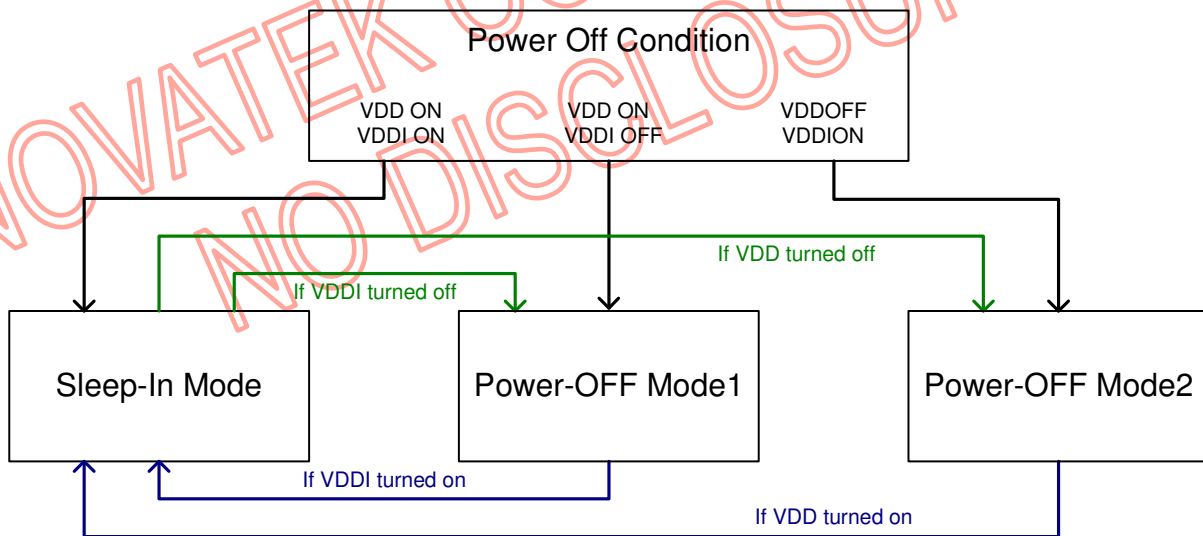 NOVATEK CO
NO DISCLOSU
Power Off Condition
VDD ON
VDDI ON
VDD ON
VDDI OFF
VDDOFF
VDDION
If VDD turned off
If VDDI turned off
Sleep-In Mode
Power-OFF Mode1
Power-OFF Mode2
If VDDI turned on
If VDD turned on